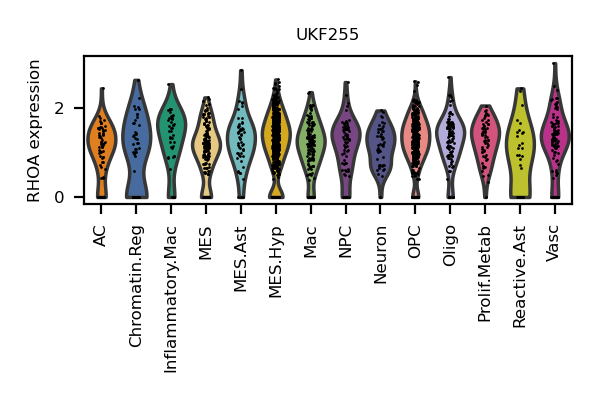 UKF255
RHOA expression
2
0
AC
Chromatin.Reg
Inflammatory.Mac
MES
MES.Ast
MES.Hyp
Mac
NPC
Neuron
OPC
Oligo
Prolif.Metab
Reactive.Ast
Vasc